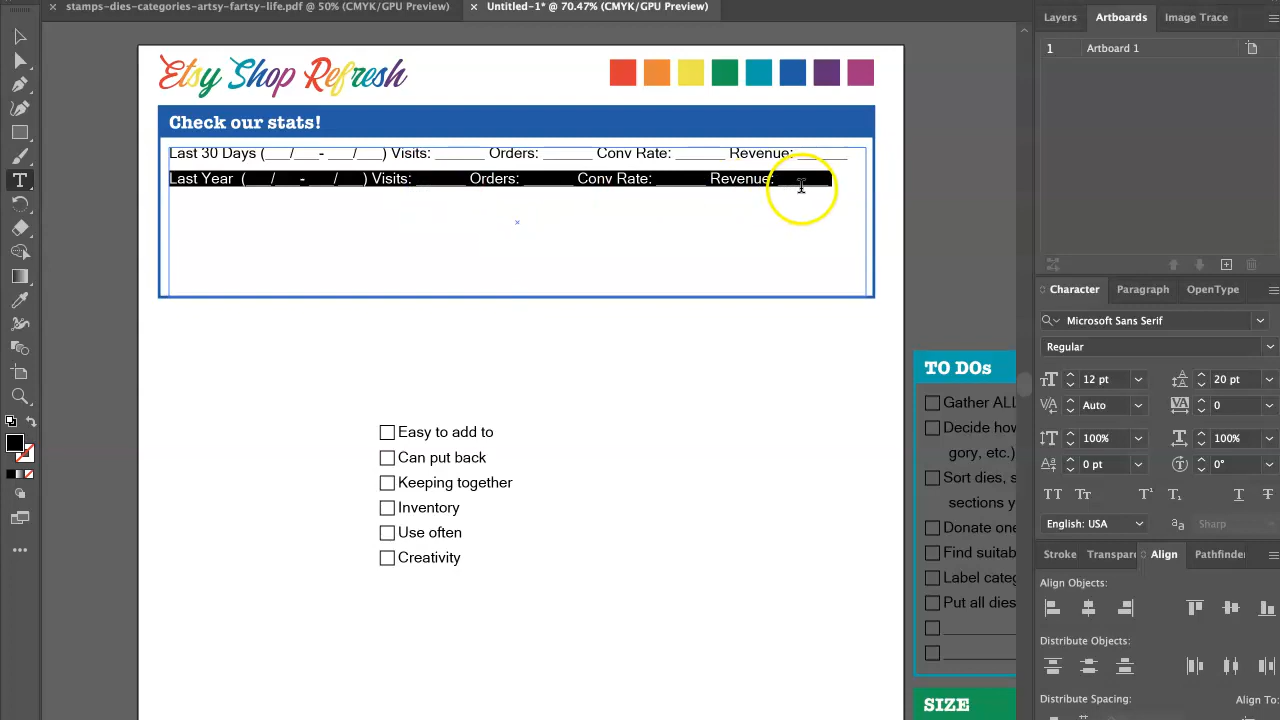 stamps-dies-categories-artsy-fartsy-life.pdf @ 50% (CMYK/GPU Preview)
Untitled-1* @ 70.47% (CMYK/GPU Preview)
Layers Artboards Image Trace
1 Artboard 1
Etsy Shop Refresh
Check our stats!
Last 30 Days (___/___- ___/___) Visits: ______ Orders: ______ Conv Rate: ______ Revenue: ______
Last Year (___/___- ___/___) Visits: ______ Orders: ______ Conv Rate: ______ Revenue: ______
Easy to add to
Can put back
Keeping together
Inventory
Use often
Creativity
TO DOs
Gather ALL
Decide how
gory, etc.)
Sort dies, s
sections y
Donate one
Find suitab
Label categ
Put all dies
SIZE
Character Paragraph OpenType
Microsoft Sans Serif
Regular
12 pt 20 pt
Auto 0
100% 100%
0 pt 0°
English: USA Sharp
Stroke Transpar Align Pathfinde
Align Objects:
Distribute Objects:
Distribute Spacing: Align To: